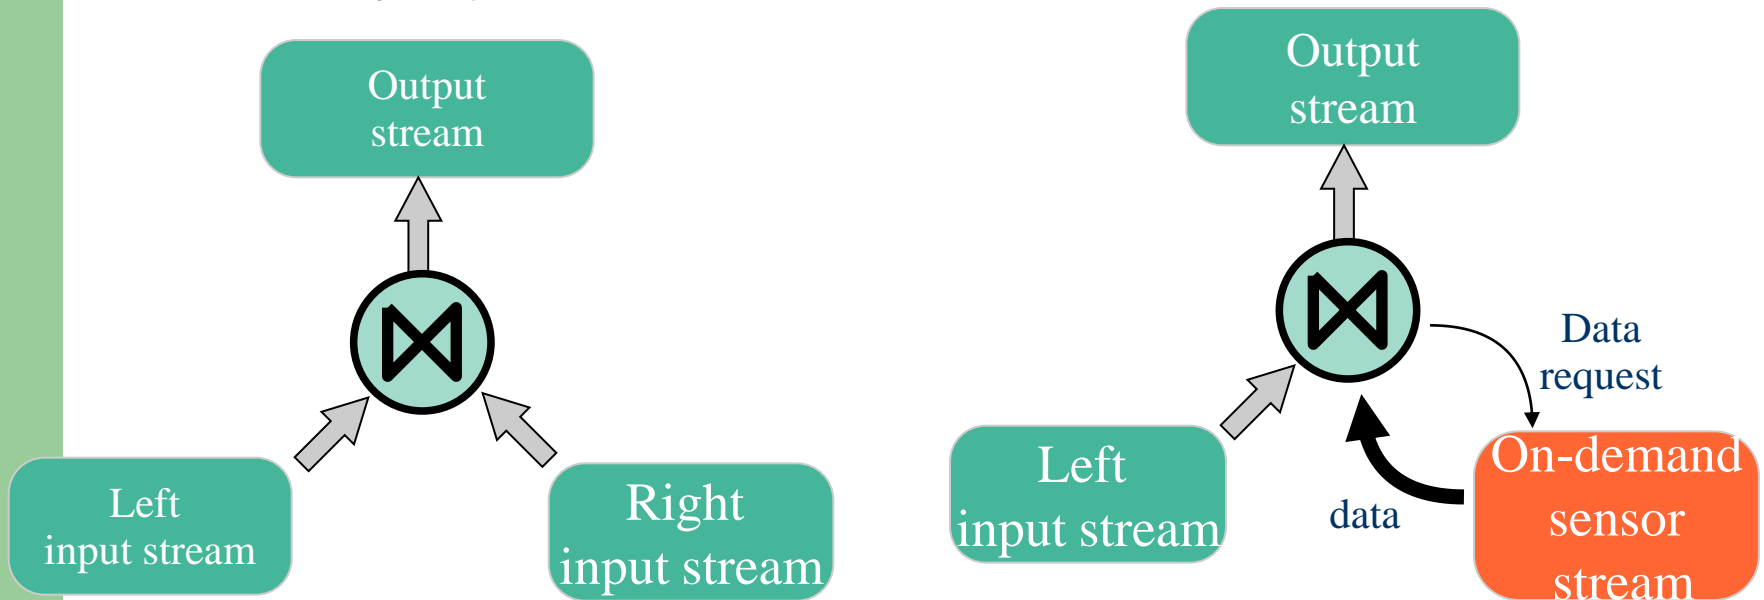 Output
stream
Left
input stream
Right
input stream
Output
stream
Data
request
Left
input stream
data
On-demand
sensor
stream